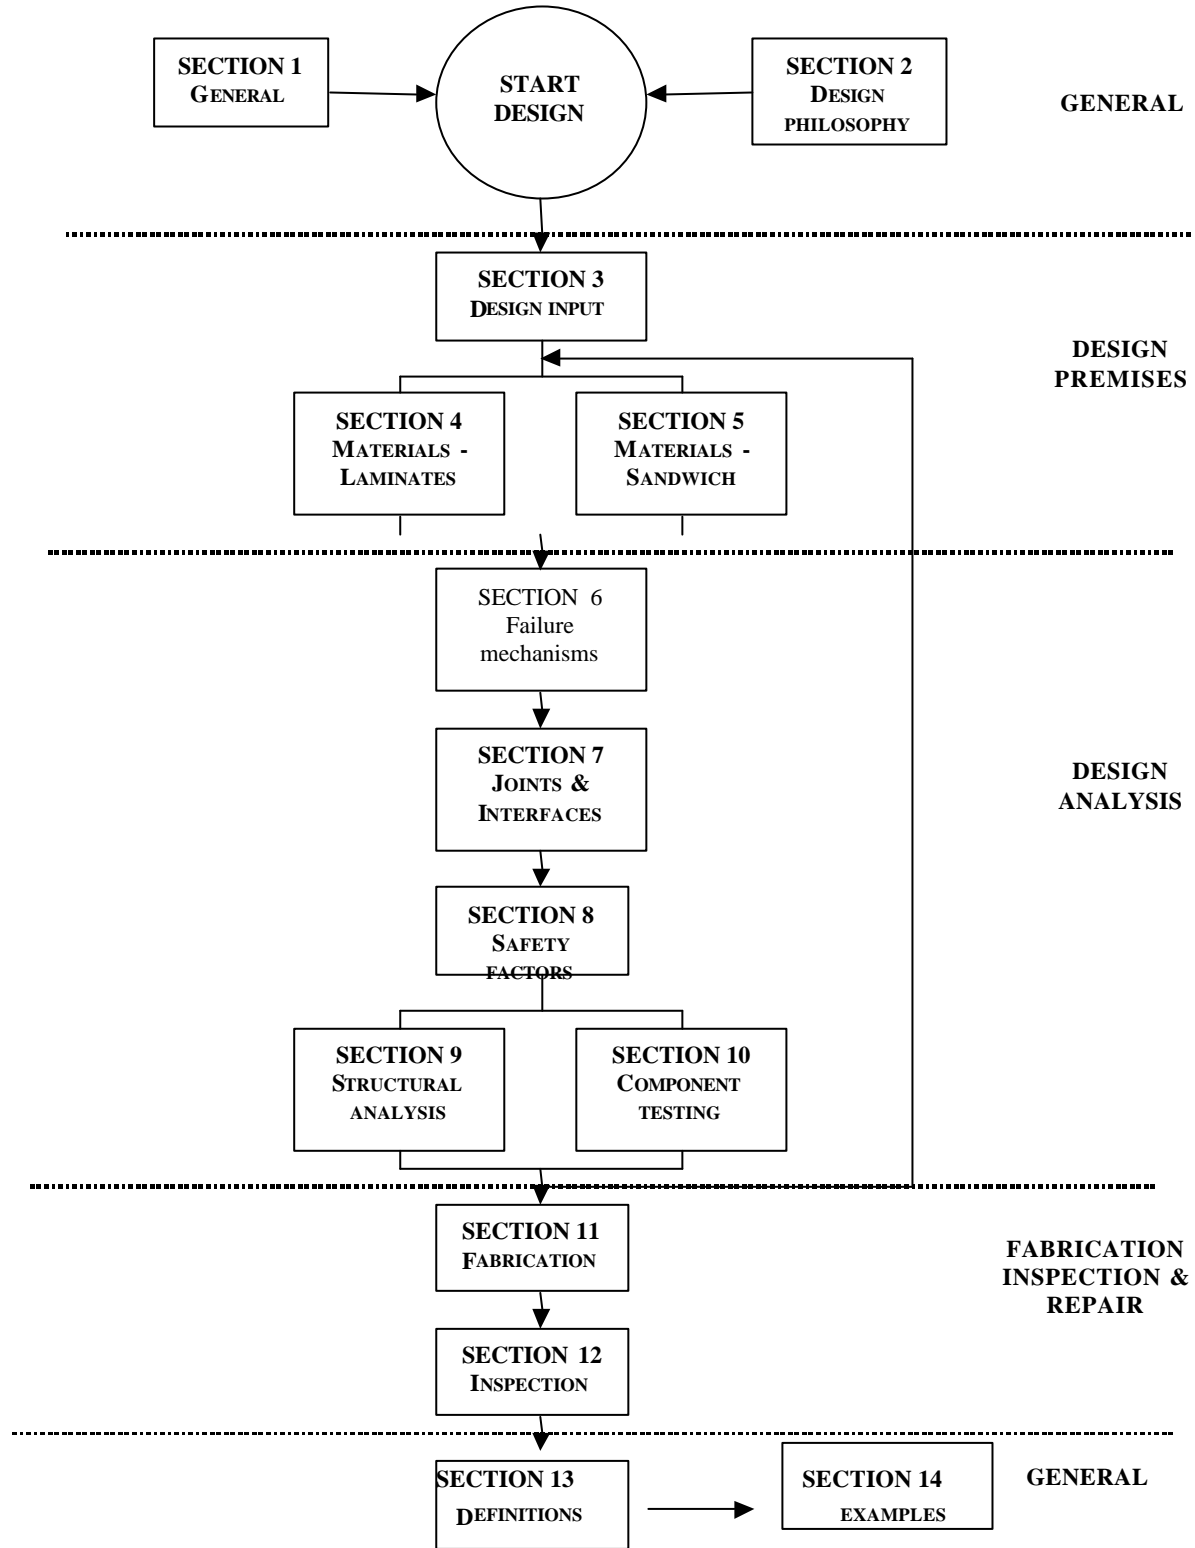 SECTION 1
GENERAL
START
DESIGN
SECTION 2
DESIGN
PHILOSOPHY
GENERAL
SECTION 3
DESIGN INPUT
DESIGN
PREMISES
SECTION 4
MATERIALS -
LAMINATES
SECTION 5
MATERIALS -
SANDWICH
SECTION 6
Failure
mechanisms
SECTION 7
JOINTS &
INTERFACES
DESIGN
ANALYSIS
SECTION 8
SAFETY
FACTORS
SECTION 9
STRUCTURAL
ANALYSIS
SECTION 10
COMPONENT
TESTING
SECTION 11
FABRICATION
FABRICATION
INSPECTION &
REPAIR
SECTION 12
INSPECTION
SECTION 13
DEFINITIONS
SECTION 14
EXAMPLES
GENERAL